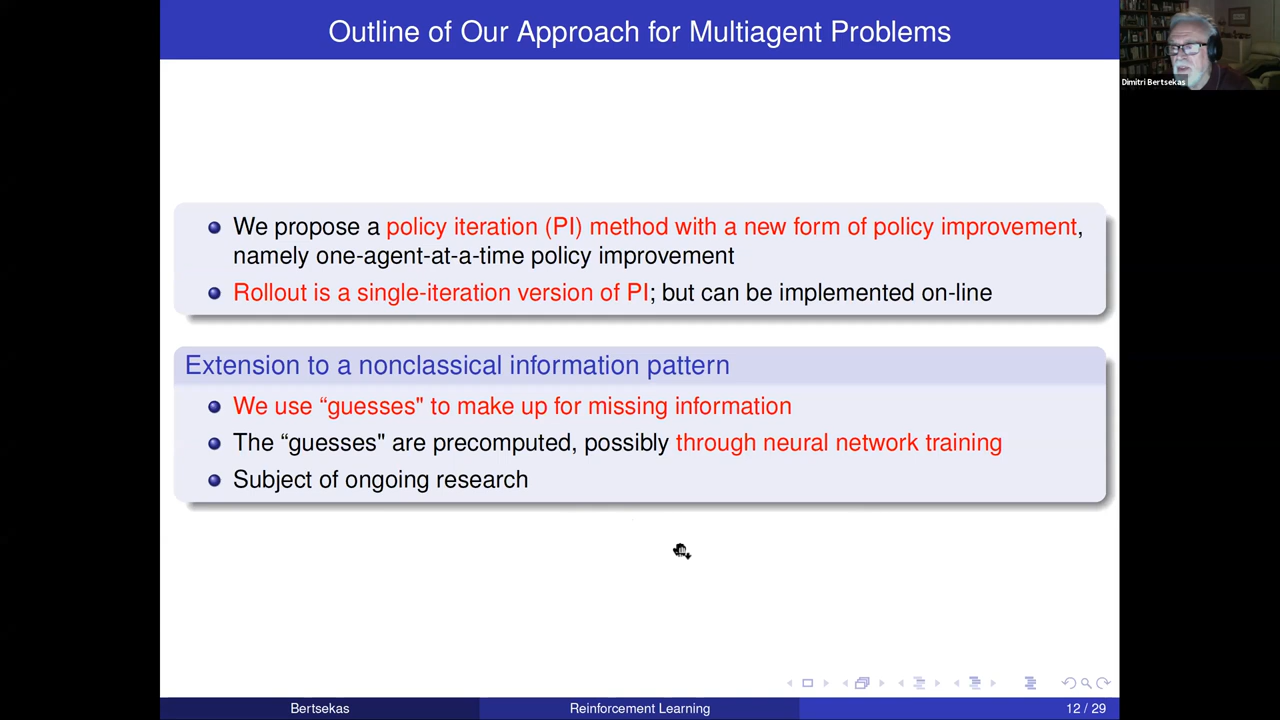 Outline of Our Approach for Multiagent Problems
Dimitri Bertsekas
We propose a policy iteration (PI) method with a new form of policy improvement,
namely one-agent-at-a-time policy improvement
Rollout is a single-iteration version of PI; but can be implemented on-line
Extension to a nonclassical information pattern
We use “guesses" to make up for missing information
The “guesses" are precomputed, possibly through neural network training
Subject of ongoing research
Bertsekas
Reinforcement Learning
12 / 29